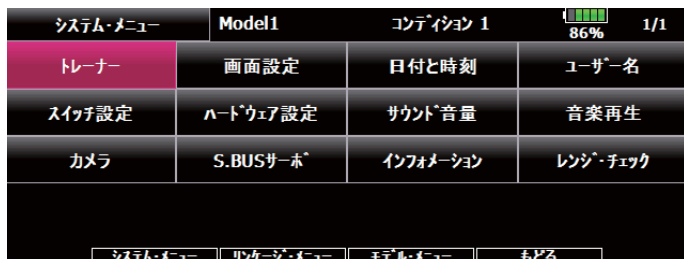 システム・メニュー Model1 コンディション 1 86% 1/1
トレーナー 画面設定 日付と時刻 ユーザー名
スイッチ設定 ハードウェア設定 サウンド音量 音楽再生
カメラ S.BUSサーボ インフォメーション レンジ・チェック
システム・メニュー リンケージ・メニュー モデル・メニュー もどる